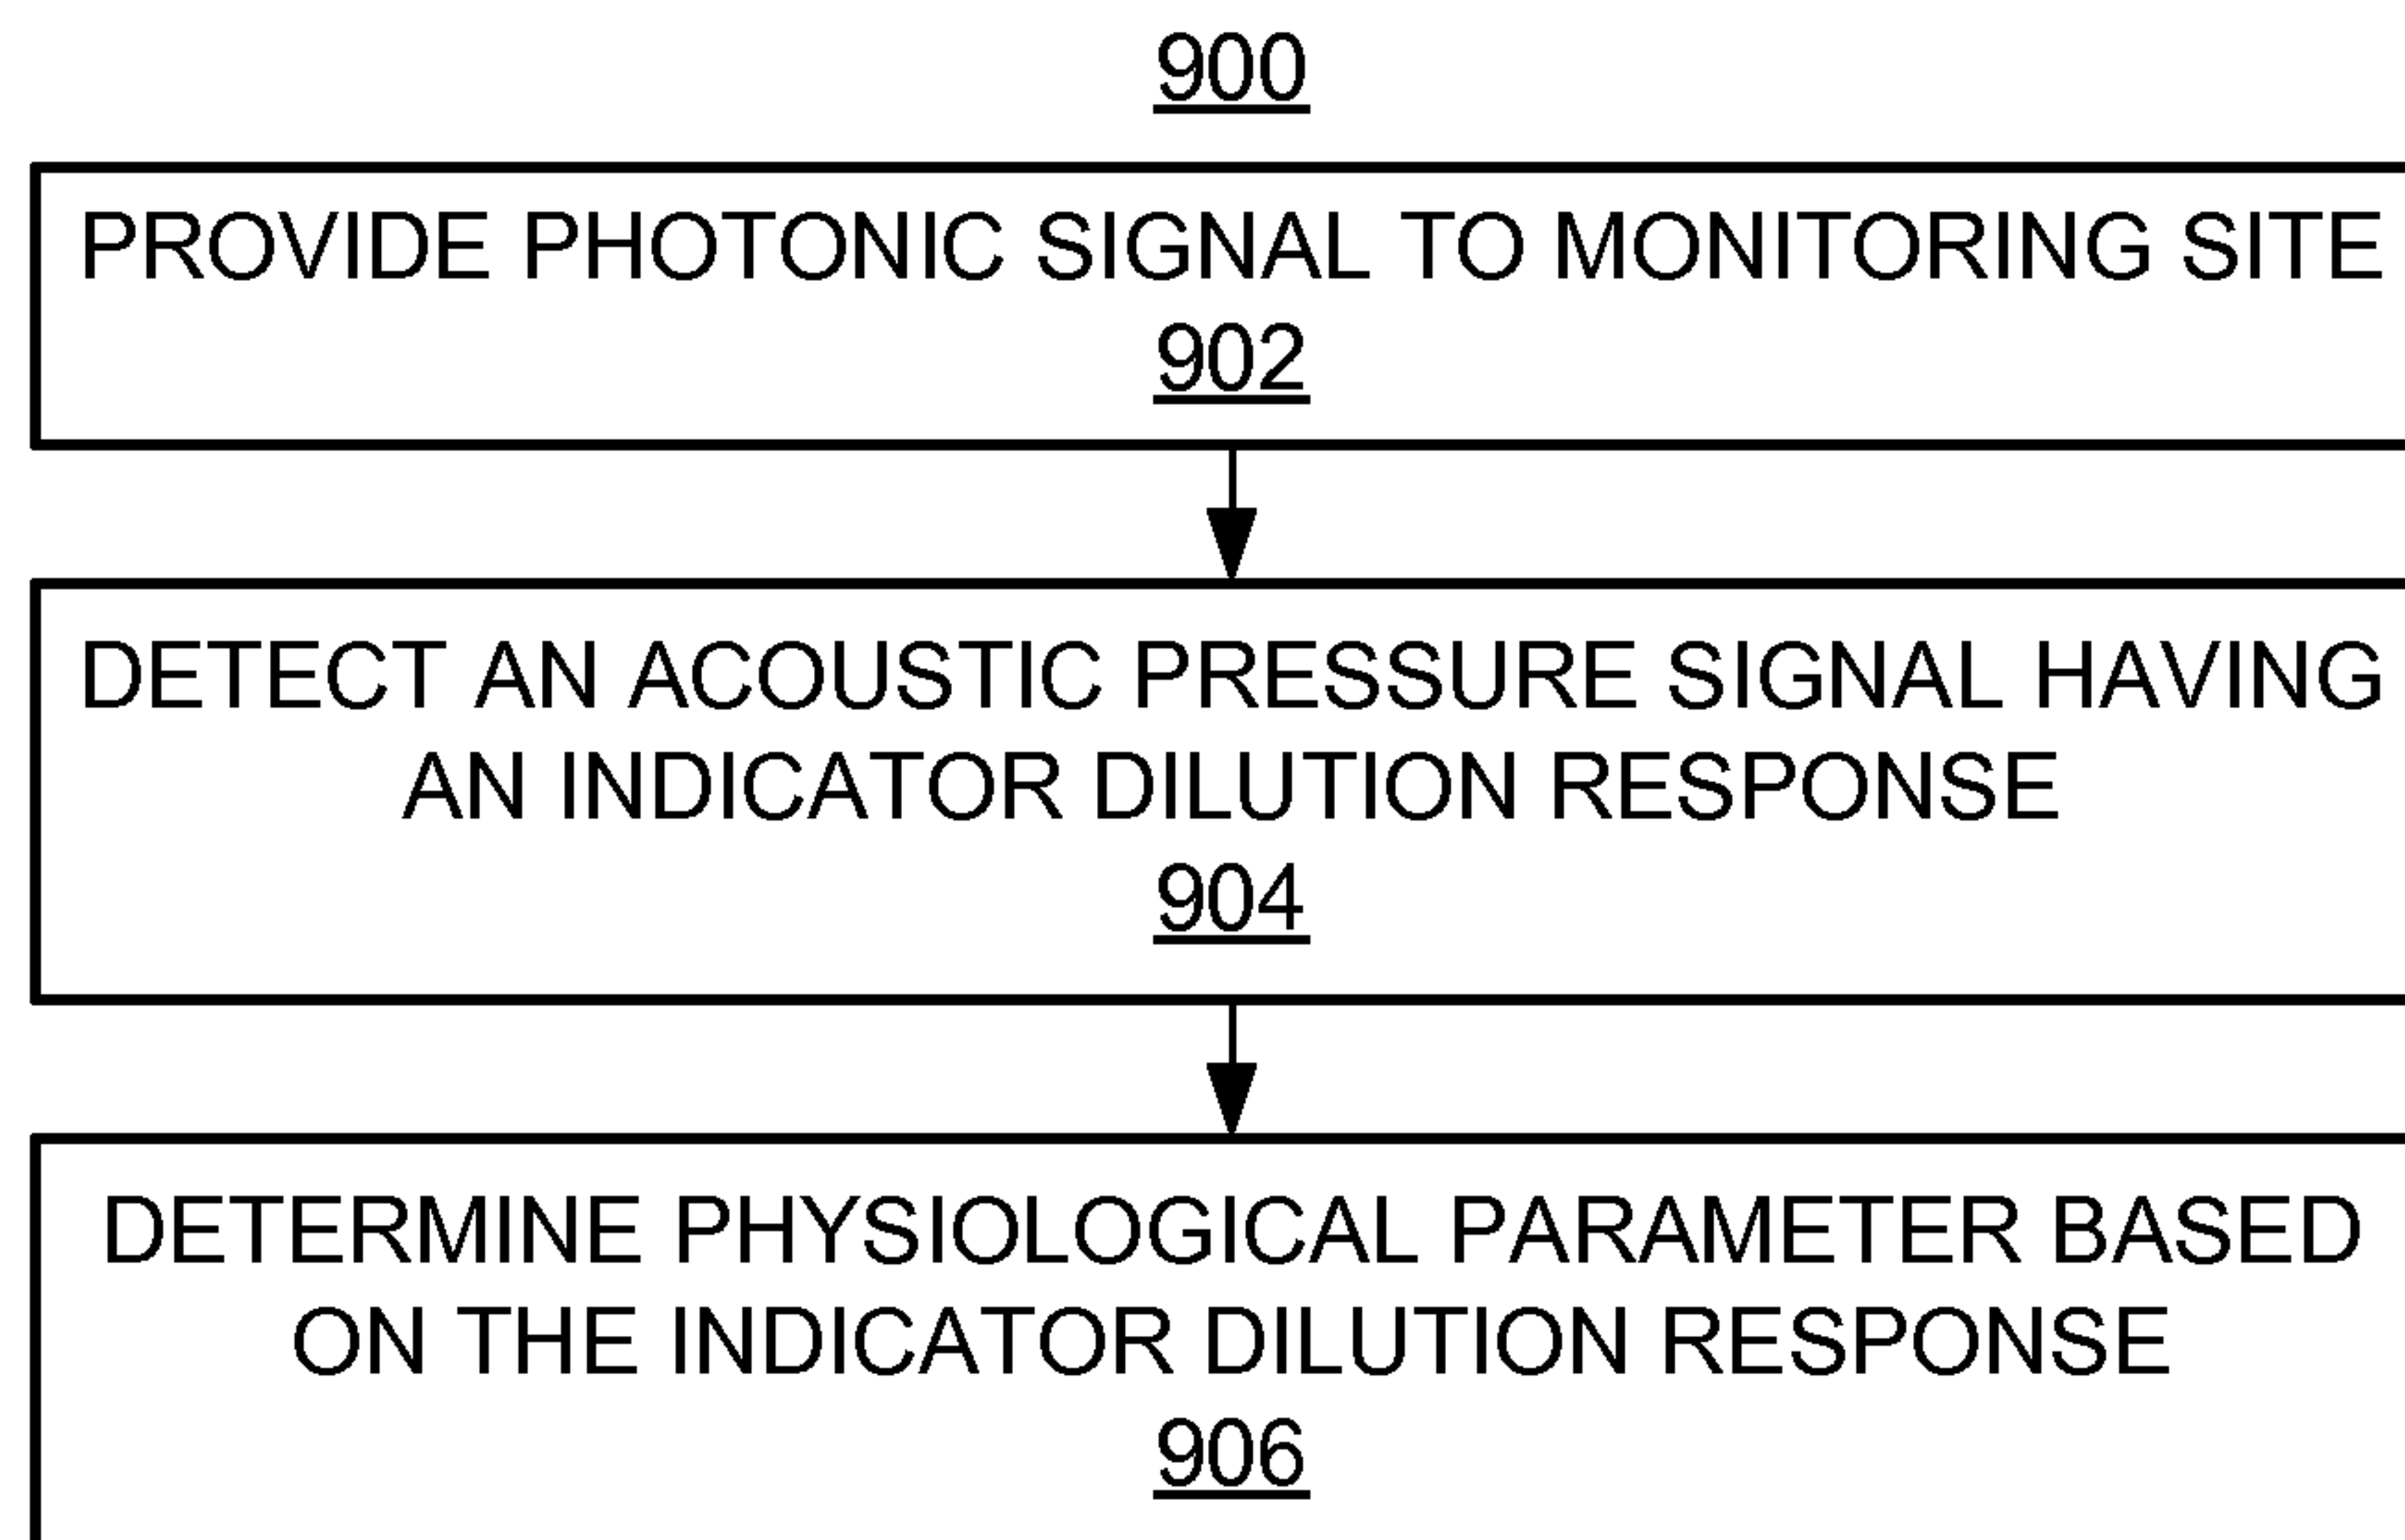 900
PROVIDE PHOTONIC SIGNAL TO MONITORING SITE
902
DETECT AN ACOUSTIC PRESSURE SIGNAL HAVING
AN INDICATOR DILUTION RESPONSE
904
DETERMINE PHYSIOLOGICAL PARAMETER BASED
ON THE INDICATOR DILUTION RESPONSE
906